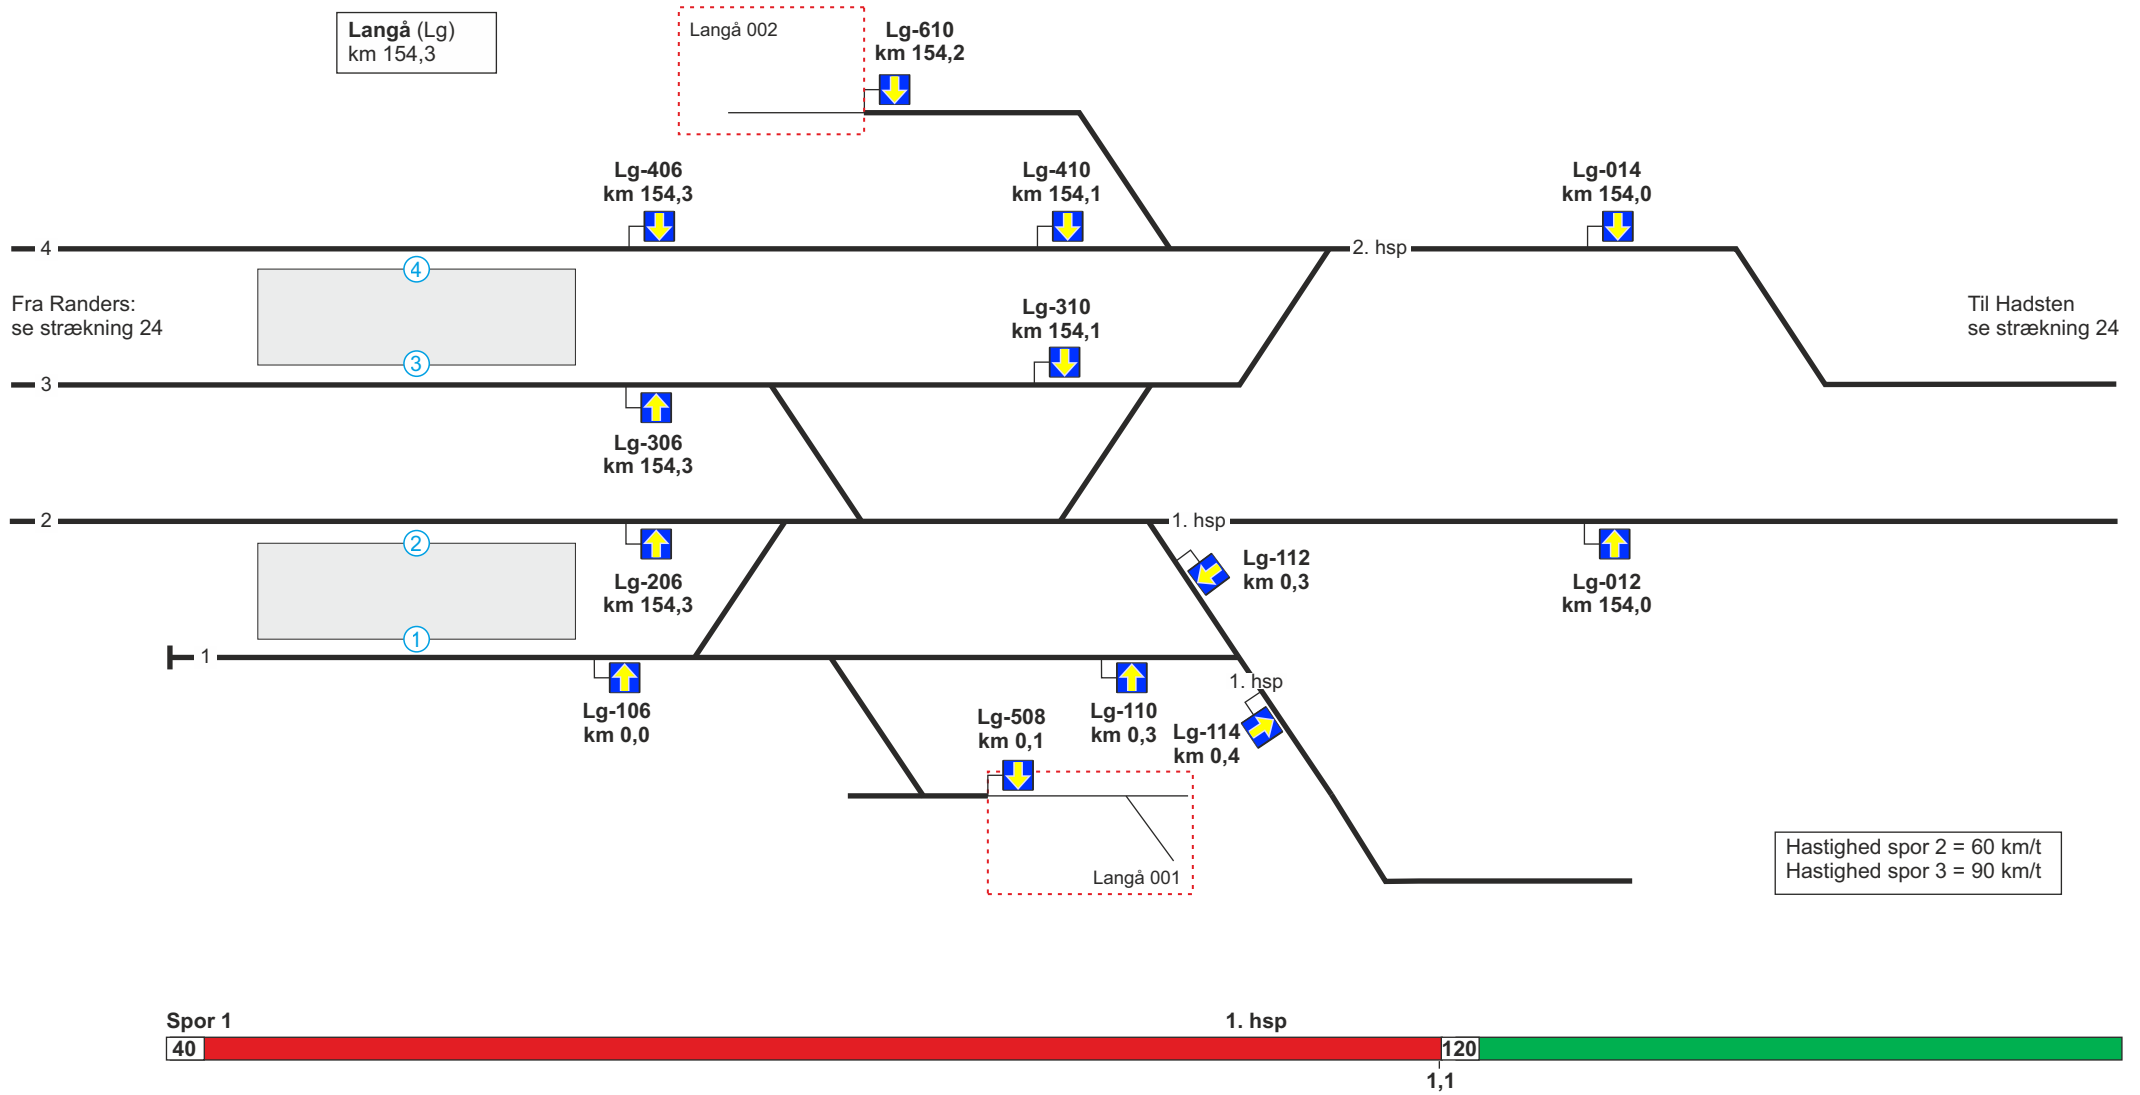 Langå (Lg)
km 154,3
Langå 002
Lg-610
km 154,2
Lg-406
km 154,3
Lg-410
km 154,1
Lg-014
km 154,0
4
2. hsp
4
Fra Randers:
se strækning 24
Lg-310
km 154,1
Til Hadsten
se strækning 24
3
3
Lg-306
km 154,3
2
1. hsp
2
Lg-206
km 154,3
Lg-112
km 0,3
Lg-012
km 154,0
1
1
1. hsp
Lg-106
km 0,0
Lg-508
km 0,1
Lg-110
km 0,3
Lg-114
km 0,4
Langå 001
Hastighed spor 2 = 60 km/t
Hastighed spor 3 = 90 km/t
Spor 1
1. hsp
40
120
1,1